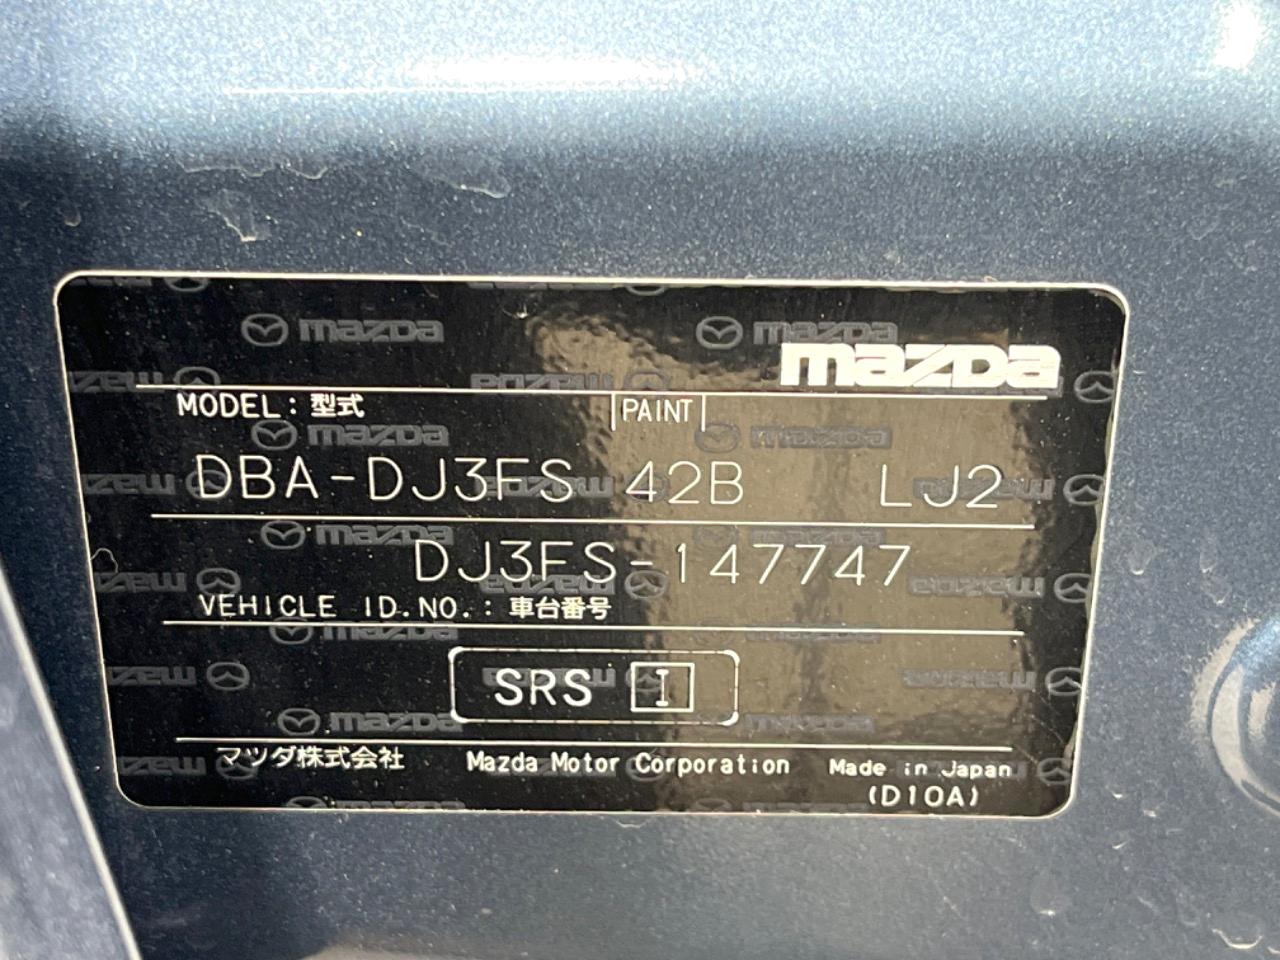 mazda
MODEL: 型式 PAINT
DBA-DJ3FS 42B LJ2
DJ3FS-147747
VEHICLE ID.NO.: 車台番号
SRS I
マツダ株式会社 Mazda Motor Corporation Made in Japan
(D10A)